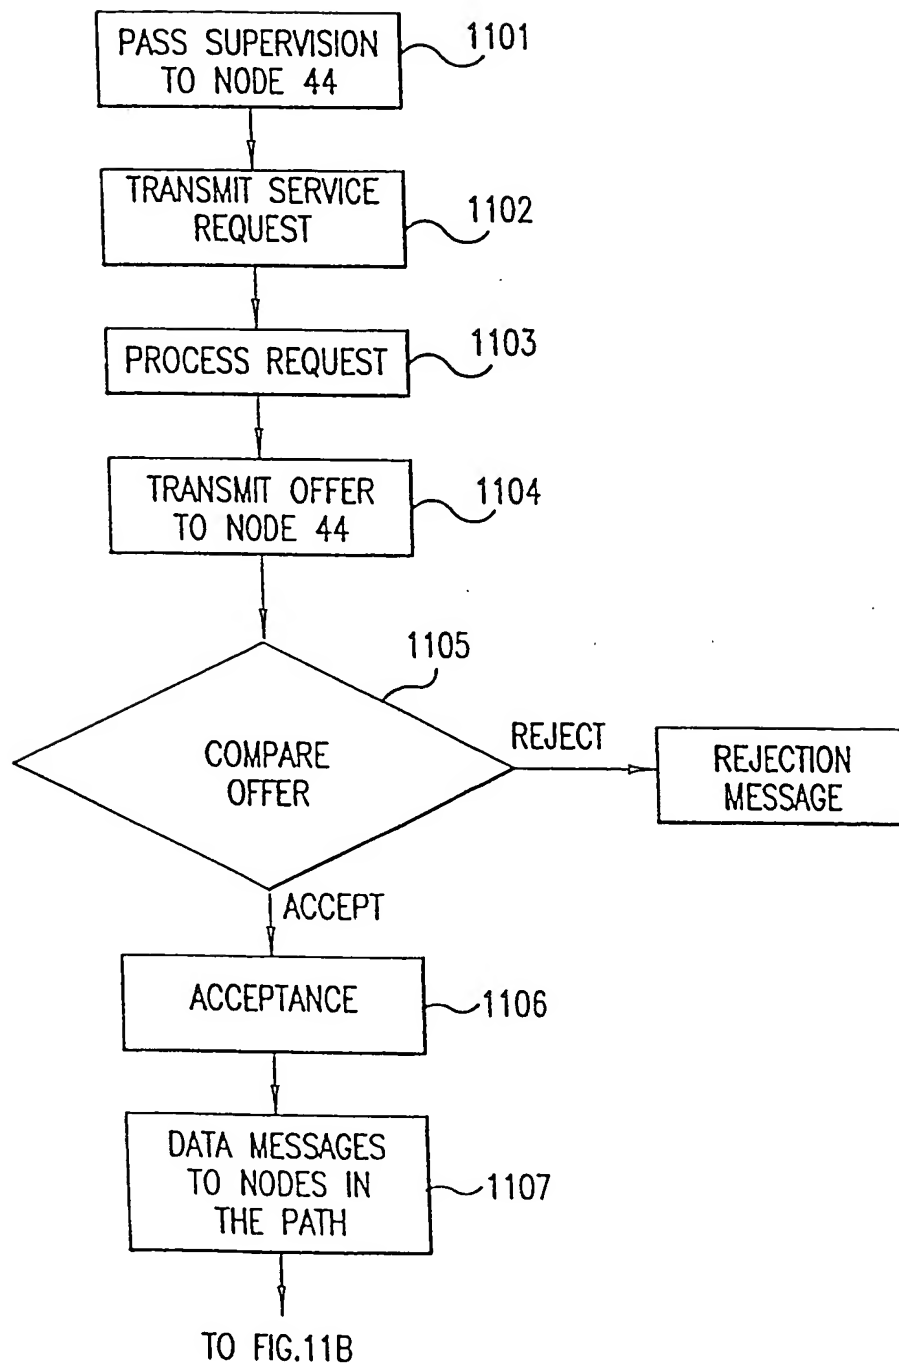 PASS SUPERVISION
TO NODE 44
1101
TRANSMIT SERVICE
REQUEST
1102
PROCESS REQUEST
1103
TRANSMIT OFFER
TO NODE 44
1104
1105
COMPARE
OFFER
REJECT
REJECTION
MESSAGE
ACCEPT
ACCEPTANCE
1106
DATA MESSAGES
TO NODES IN
THE PATH
1107
TO FIG.11B